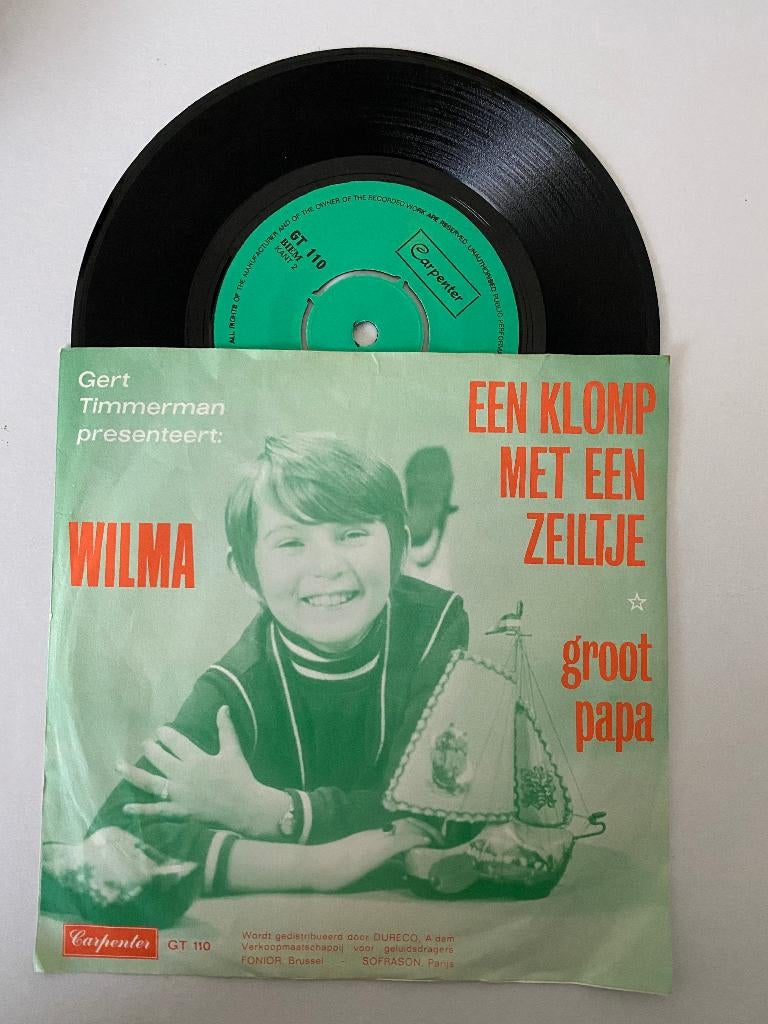 ALL RIGHTS OF THE MANUFACTURER AND OF THE OWNER OF THE RECORDED WORK ARE RESERVED. UNAUTHORISED PUBLIC
GT 110
BIEM
KANT 2
Carpenter
Gert
Timmerman
presenteert:
EEN KLOMP
MET EEN
ZEILTJE
WILMA
groot
papa
Carpenter
GT 110
Wordt gedistribueerd door DURECO, A'dam
Verkoopmaatschappij voor geluidsdragers
FONIOR, Brussel - SOFRASON, Parijs